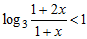 log₃ (1+2x)/(1+x) < 1